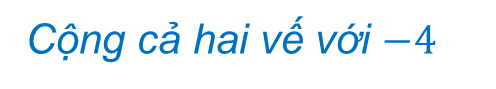 Cộng cả hai vế với −4